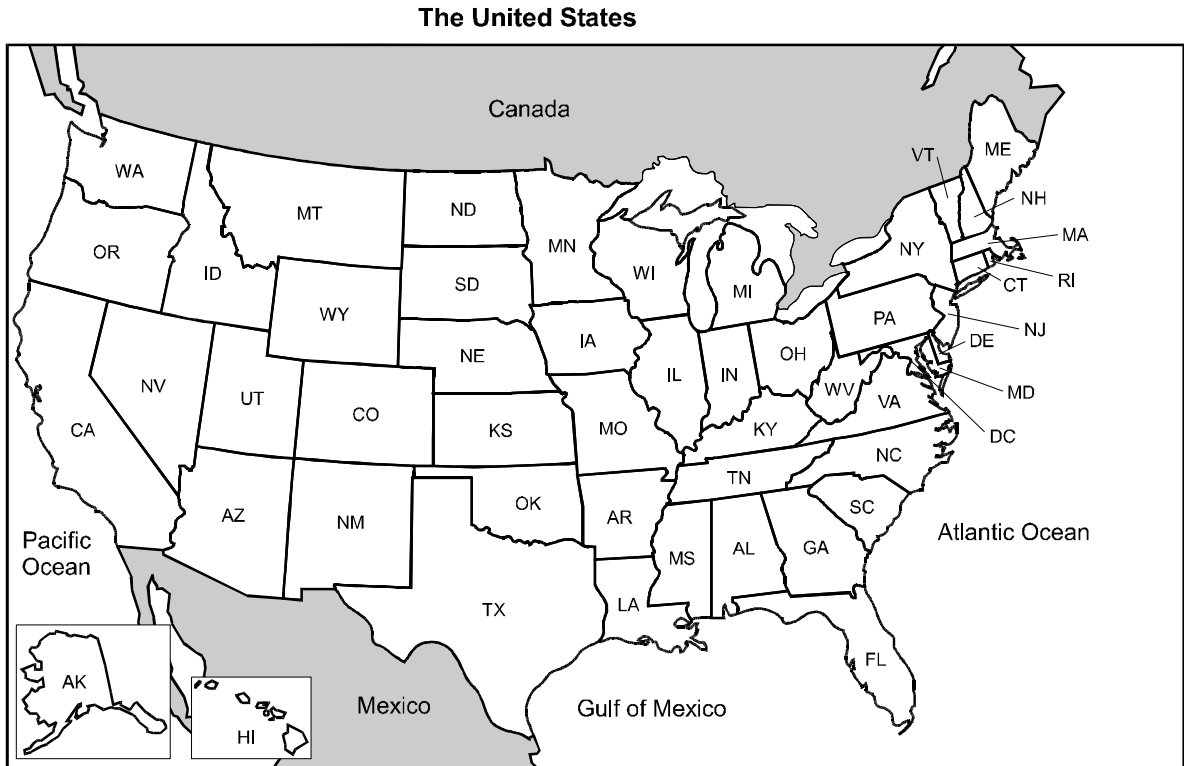 The United States
Canada
WA
MT
ND
MN
OR
ID
SD
WI
MI
NY
VT
ME
NH
MA
RI
CT
WY
IA
NE
PA
NJ
OH
DE
IL
IN
NV
UT
CO
WV
MD
VA
DC
CA
KS
MO
KY
NC
TN
OK
AZ
NM
AR
SC
MS
AL
GA
Pacific
Ocean
Atlantic Ocean
TX
LA
FL
AK
HI
Mexico
Gulf of Mexico